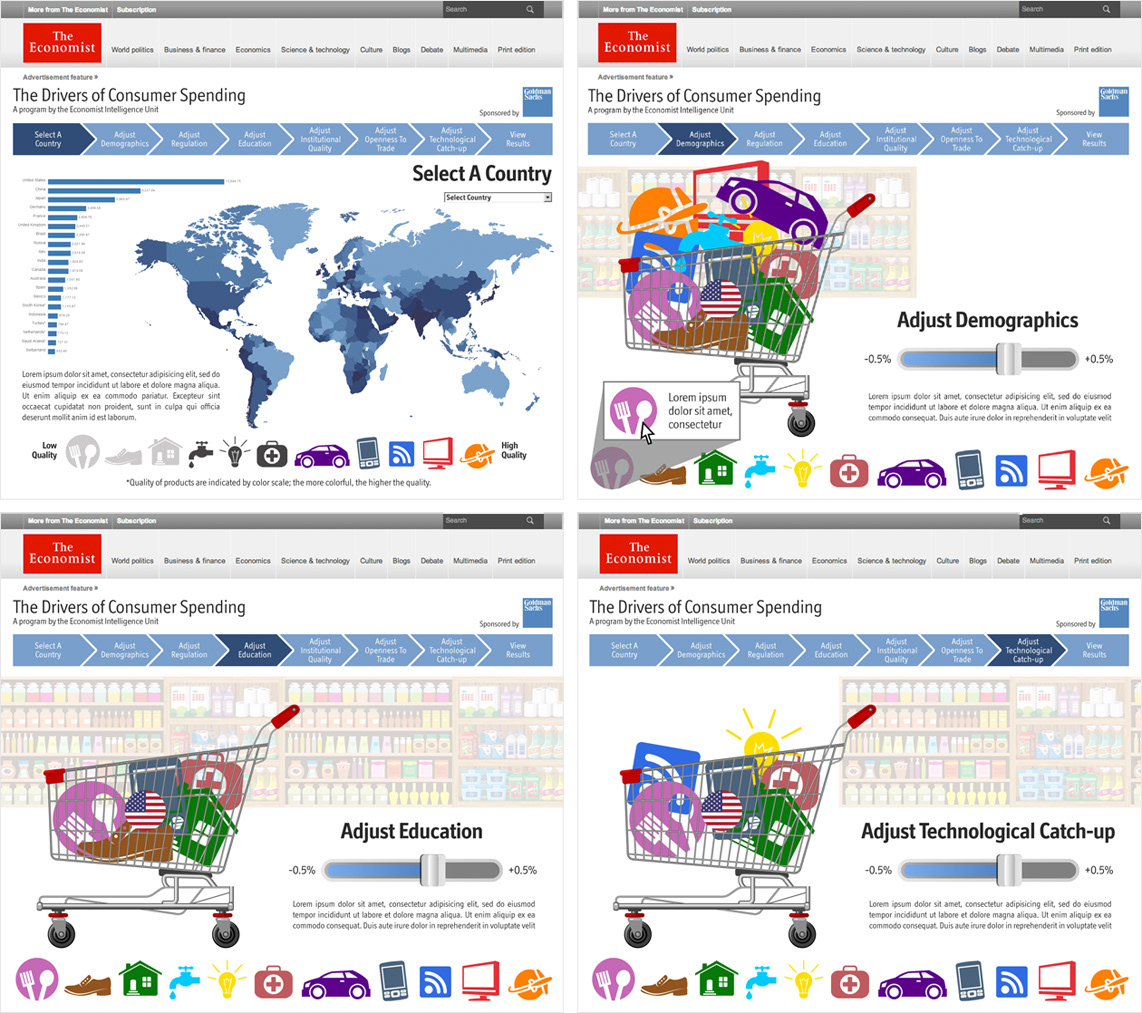 More from The Economist
Subscription
Search
The
Economist
World politics
Business & finance
Economics
Science & technology
Culture
Blogs
Debate
Multimedia
Print edition
Advertisement feature »
The Drivers of Consumer Spending
A program by the Economist Intelligence Unit
Sponsored by
Goldman
Sachs
Select A
Country
Adjust
Demographics
Adjust
Regulation
Adjust
Education
Adjust
Institutional
Quality
Adjust
Openness To
Trade
Adjust
Technological
Catch-up
View
Results
Select A Country
Select Country
United States
China
Japan
Germany
France
United Kingdom
Brazil
Russia
Italy
India
Canada
Australia
Spain
Mexico
South Korea*
Indonesia
Turkey*
Netherlands*
Saudi Arabia*
Switzerland
Lorem ipsum dolor sit amet, consectetur adipisicing elit, sed do
eiusmod tempor incididunt ut labore et dolore magna aliqua.
Ut enim aliquip ex ea commodo pariatur. Excepteur sint
occaecat cupidatat non proident, sunt in culpa qui officia
deserunt mollit anim id est laborum.
Low
Quality
High
Quality
*Quality of products are indicated by color scale; the more colorful, the higher the quality.
More from The Economist
Subscription
Search
The
Economist
World politics
Business & finance
Economics
Science & technology
Culture
Blogs
Debate
Multimedia
Print edition
Advertisement feature »
The Drivers of Consumer Spending
A program by the Economist Intelligence Unit
Sponsored by
Goldman
Sachs
Select A
Country
Adjust
Demographics
Adjust
Regulation
Adjust
Education
Adjust
Institutional
Quality
Adjust
Openness To
Trade
Adjust
Technological
Catch-up
View
Results
Adjust Demographics
-0.5%
+0.5%
Lorem ipsum
dolor sit amet,
consectetur
Lorem ipsum dolor sit amet, consectetur adipisicing elit, sed do eiusmod
tempor incididunt ut labore et dolore magna aliqua. Ut enim aliquip ex ea
commodo consequat. Duis aute irure dolor in reprehenderit in voluptate velit
More from The Economist
Subscription
Search
The
Economist
World politics
Business & finance
Economics
Science & technology
Culture
Blogs
Debate
Multimedia
Print edition
Advertisement feature »
The Drivers of Consumer Spending
A program by the Economist Intelligence Unit
Sponsored by
Goldman
Sachs
Select A
Country
Adjust
Demographics
Adjust
Regulation
Adjust
Education
Adjust
Institutional
Quality
Adjust
Openness To
Trade
Adjust
Technological
Catch-up
View
Results
Adjust Education
-0.5%
+0.5%
Lorem ipsum dolor sit amet, consectetur adipisicing elit, sed do eiusmod
tempor incididunt ut labore et dolore magna aliqua. Ut enim aliquip ex ea
commodo consequat. Duis aute irure dolor in reprehenderit in voluptate velit
More from The Economist
Subscription
Search
The
Economist
World politics
Business & finance
Economics
Science & technology
Culture
Blogs
Debate
Multimedia
Print edition
Advertisement feature »
The Drivers of Consumer Spending
A program by the Economist Intelligence Unit
Sponsored by
Goldman
Sachs
Select A
Country
Adjust
Demographics
Adjust
Regulation
Adjust
Education
Adjust
Institutional
Quality
Adjust
Openness To
Trade
Adjust
Technological
Catch-up
View
Results
Adjust Technological Catch-up
-0.5%
+0.5%
Lorem ipsum dolor sit amet, consectetur adipisicing elit, sed do eiusmod
tempor incididunt ut labore et dolore magna aliqua. Ut enim aliquip ex ea
commodo consequat. Duis aute irure dolor in reprehenderit in voluptate velit